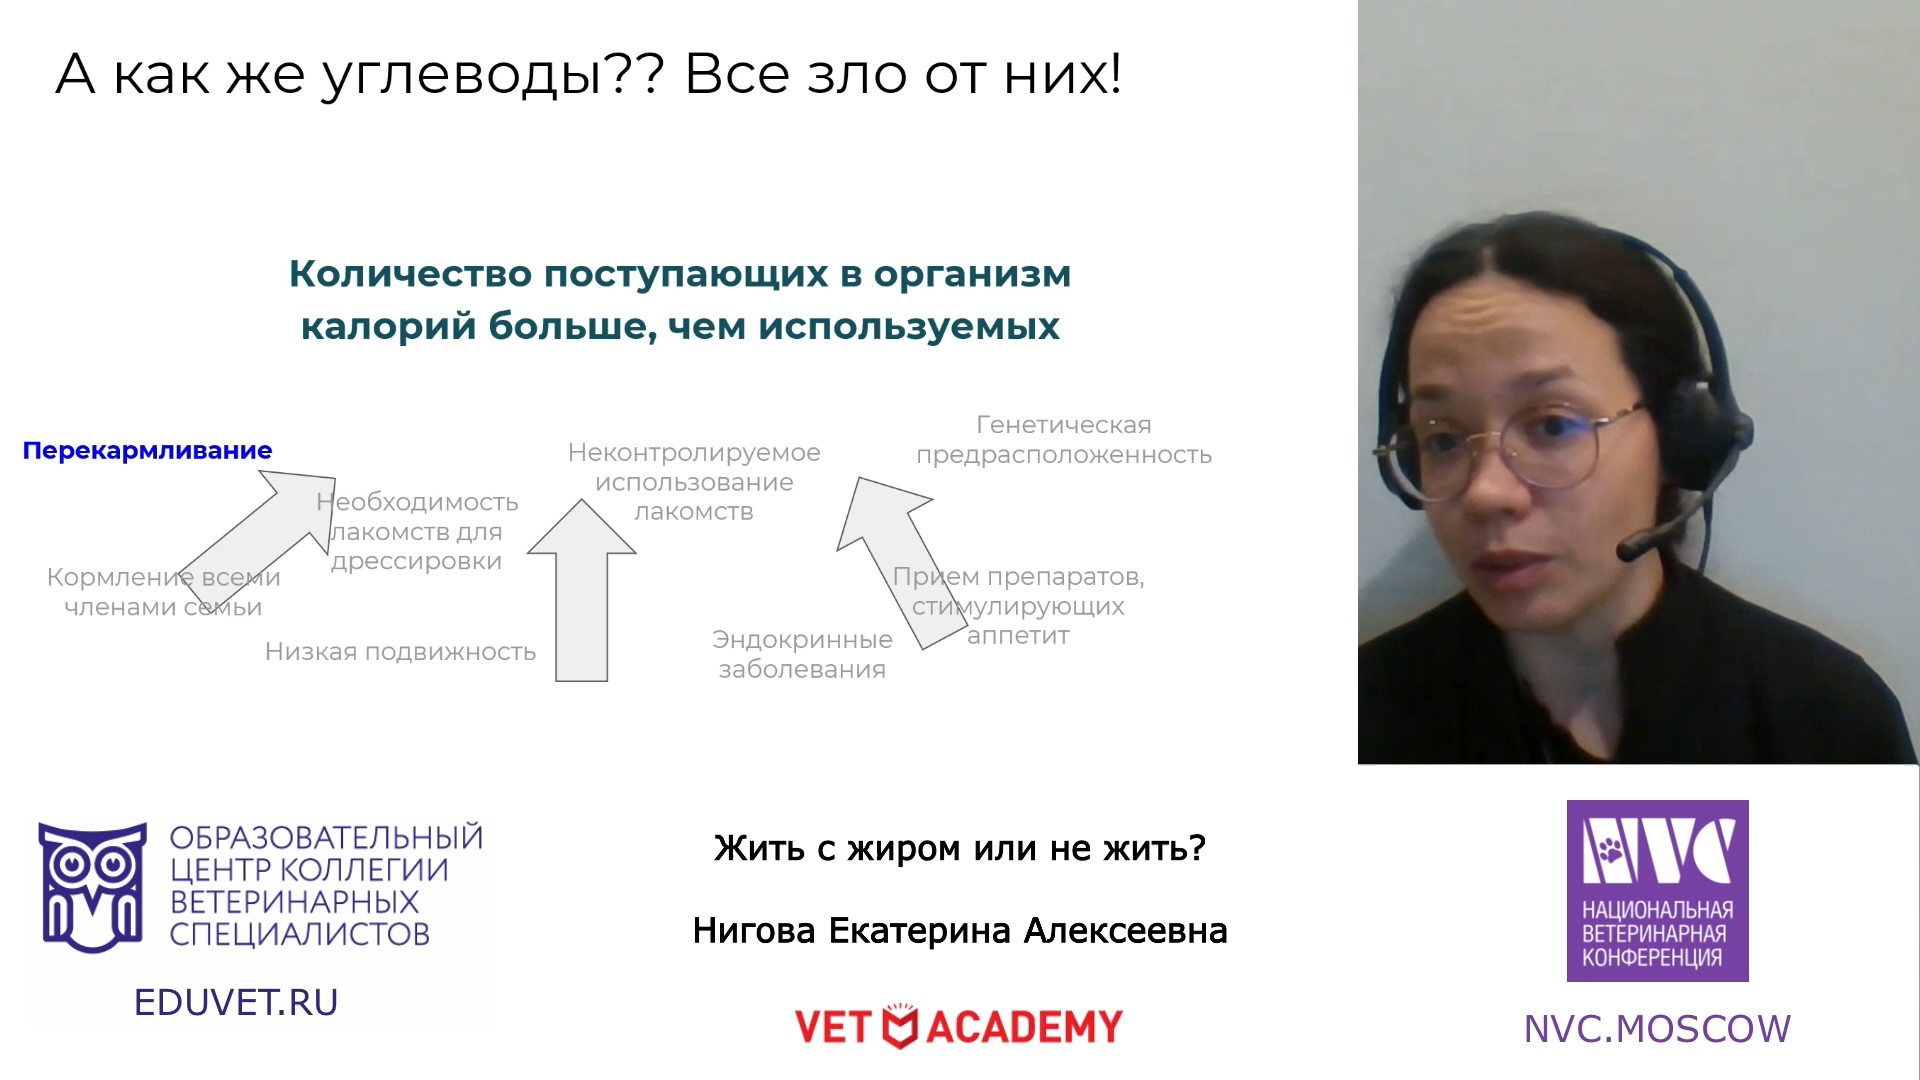 А как же углеводы?? Все зло от них!
Количество поступающих в организм
калорий больше, чем используемых
Перекармливание
Необходимость
лакомств для
дрессировки
Неконтролируемое
использование
лакомств
Генетическая
предрасположенность
Кормление всеми
членами семьи
Низкая подвижность
Эндокринные
заболевания
Прием препаратов,
стимулирующих
аппетит
ОБРАЗОВАТЕЛЬНЫЙ
ЦЕНТР КОЛЛЕГИИ
ВЕТЕРИНАРНЫХ
СПЕЦИАЛИСТОВ
EDUVET.RU
Жить с жиром или не жить?
Нигова Екатерина Алексеевна
VET ACADEMY
NVC
НАЦИОНАЛЬНАЯ
ВЕТЕРИНАРНАЯ
КОНФЕРЕНЦИЯ
NVC.MOSCOW